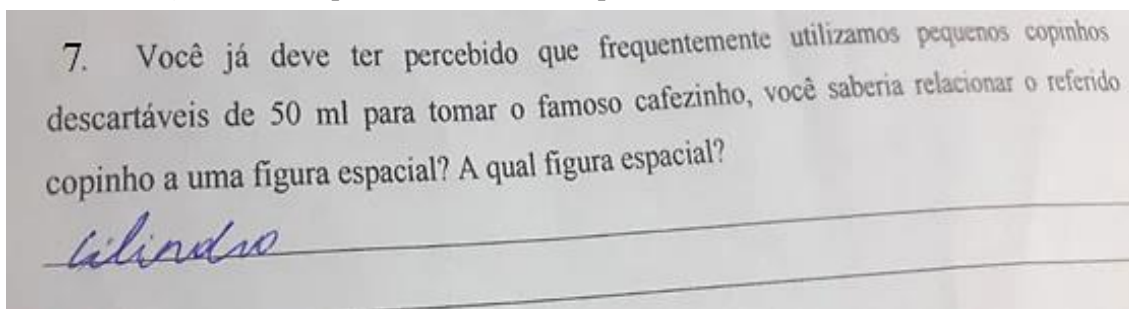 7. Você já deve ter percebido que frequentemente utilizamos pequenos copinhos
descartáveis de 50 ml para tomar o famoso cafezinho, você saberia relacionar o referido
copinho a uma figura espacial? A qual figura espacial?
cilindro